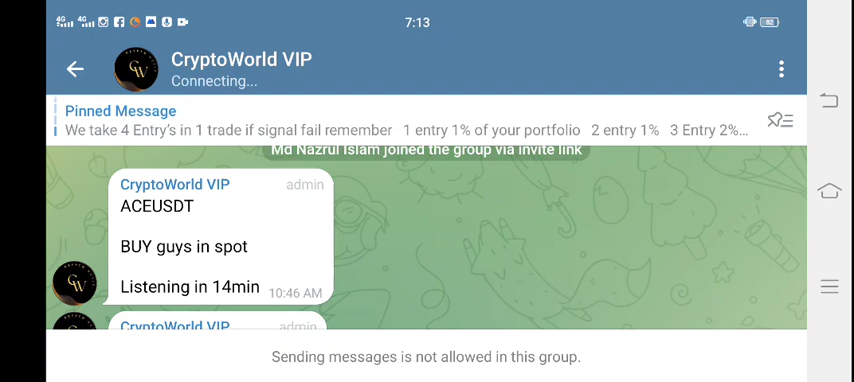 4G 4G 7:13 62
CryptoWorld VIP
Connecting...
Pinned Message
We take 4 Entry's in 1 trade if signal fail remember 1 entry 1% of your portfolio 2 entry 1% 3 Entry 2%...
Md Nazrul Islam joined the group via invite link
CryptoWorld VIP admin
ACEUSDT
BUY guys in spot
Listening in 14min 10:46 AM
CryptoWorld VIP admin
Sending messages is not allowed in this group.